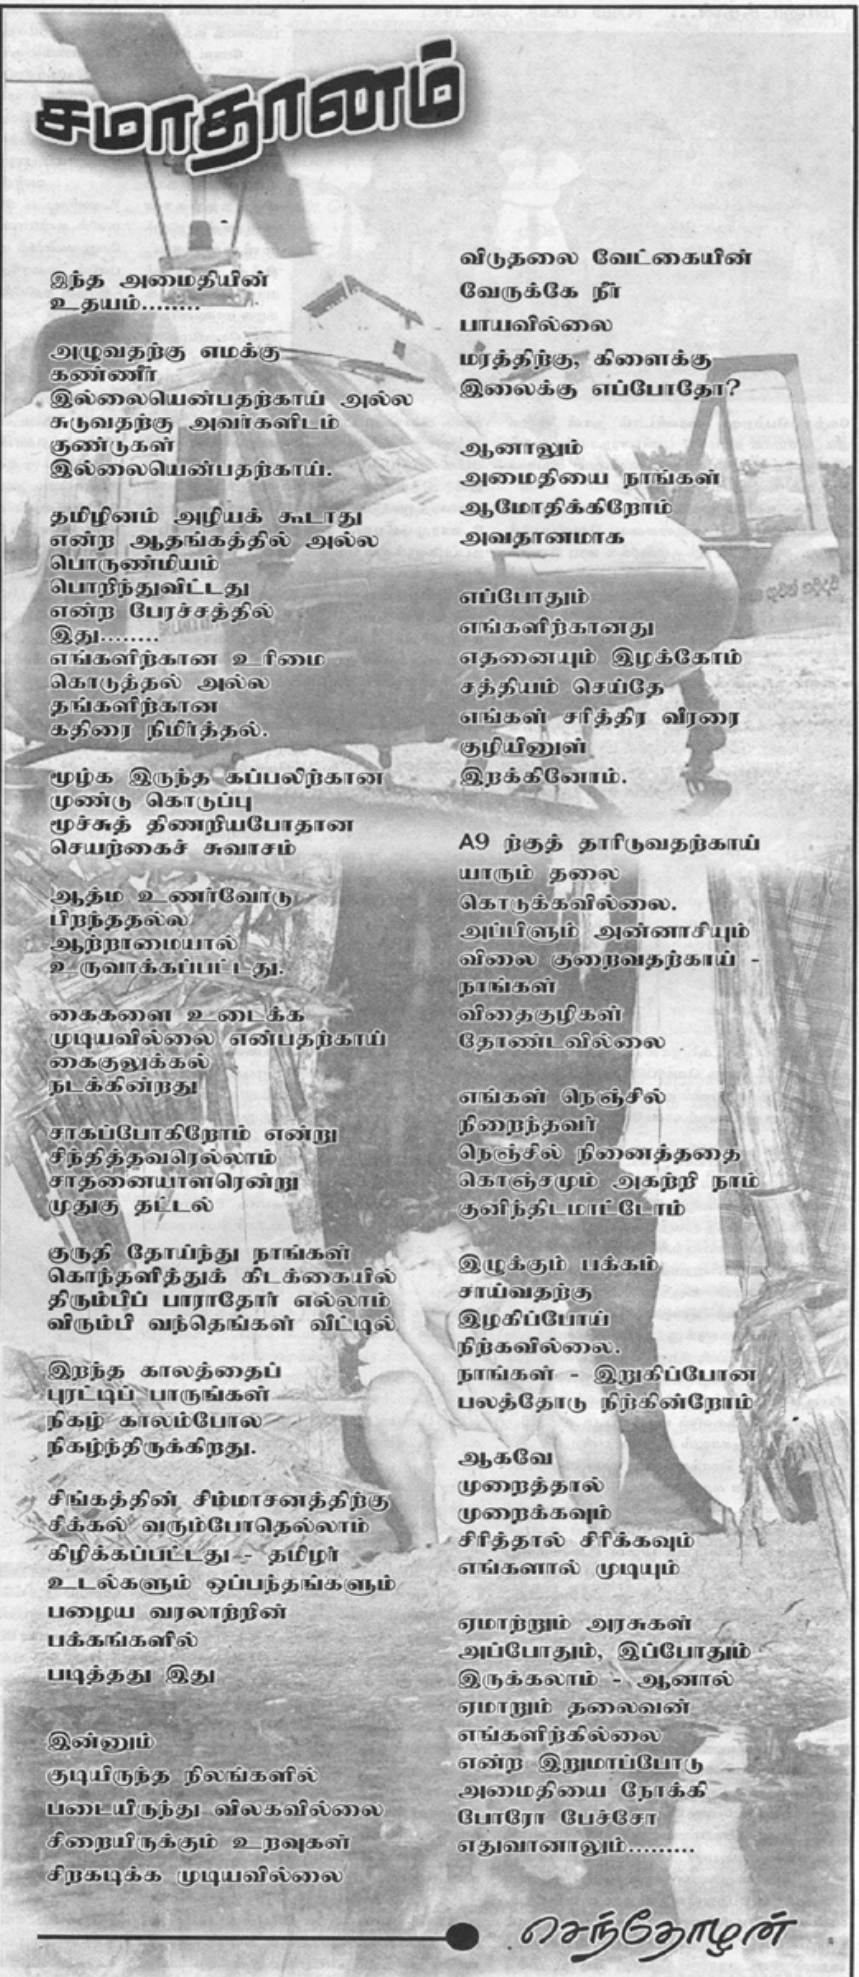 சமாதானம்
இந்த அமைதியின்
உதயம்........
அழுவதற்கு எமக்கு
கண்ணீர்
இல்லையென்பதற்காய் அல்ல
சுடுவதற்கு அவர்களிடம்
குண்டுகள்
இல்லையென்பதற்காய்.
தமிழினம் அழியக் கூடாது
என்ற ஆதங்கத்தில் அல்ல
பொருண்மியம்
பொறிந்துவிட்டது
என்ற பேரச்சத்தில்
இது........
எங்களிற்கான உரிமை
கொடுத்தல் அல்ல
தங்களிற்கான
கதிரை நிமிர்த்தல்.
மூழ்க இருந்த கப்பலிற்கான
முண்டு கொடுப்பு
மூச்சுத் திணறியபோதான
செயற்கைச் சுவாசம்
ஆத்ம உணர்வோடு
பிறந்ததல்ல
ஆற்றாமையால்
உருவாக்கப்பட்டது.
கைகளை உடைக்க
முடியவில்லை என்பதற்காய்
கைகுலுக்கல்
நடக்கின்றது
சாகப்போகிறோம் என்று
சிந்தித்தவரெல்லாம்
சாதனையாளரென்று
முதுகு தட்டல்
குருதி தோய்ந்து நாங்கள்
கொந்தளித்துக் கிடக்கையில்
திரும்பிப் பாராதோர் எல்லாம்
விரும்பி வந்தெங்கள் வீட்டில்
இறந்த காலத்தைப்
புரட்டிப் பாருங்கள்
நிகழ் காலம்போல
நிகழ்ந்திருக்கிறது.
சிங்கத்தின் சிம்மாசனத்திற்கு
சிக்கல் வரும்போதெல்லாம்
கிழிக்கப்பட்டது - தமிழர்
உடல்களும் ஒப்பந்தங்களும்
பழைய வரலாற்றின்
பக்கங்களில்
படித்தது இது
இன்னும்
குடியிருந்த நிலங்களில்
படையிருந்து விலகவில்லை
சிறையிருக்கும் உறவுகள்
சிறகடிக்க முடியவில்லை
விடுதலை வேட்கையின்
வேருக்கே நீர்
பாயவில்லை
மரத்திற்கு, கிளைக்கு
இலைக்கு எப்போதோ?
ஆனாலும்
அமைதியை நாங்கள்
ஆமோதிக்கிறோம்
அவதானமாக
எப்போதும்
எங்களிற்கானது
எதனையும் இழக்கோம்
சத்தியம் செய்தே
எங்கள் சரித்திர வீரரை
குழியினுள்
இறக்கினோம்.
A9 ற்குத் தாரிடுவதற்காய்
யாரும் தலை
கொடுக்கவில்லை.
அப்பிளும் அன்னாசியும்
விலை குறைவதற்காய் -
நாங்கள்
விதைகுழிகள்
தோண்டவில்லை
எங்கள் நெஞ்சில்
நிறைந்தவர்
நெஞ்சில் நினைத்ததை
கொஞ்சமும் அகற்றி நாம்
குனிந்திடமாட்டோம்
இழுக்கும் பக்கம்
சாய்வதற்கு
இழகிப்போய்
நிற்கவில்லை.
நாங்கள் - இறுகிப்போன
பலத்தோடு நிற்கின்றோம்
ஆகவே
முறைத்தால்
முறைக்கவும்
சிரித்தால் சிரிக்கவும்
எங்களால் முடியும்
ஏமாற்றும் அரசுகள்
அப்போதும், இப்போதும்
இருக்கலாம் - ஆனால்
ஏமாறும் தலைவன்
எங்களிற்கில்லை
என்ற இறுமாப்போடு
அமைதியை நோக்கி
போரோ பேச்சோ
எதுவானாலும்.........
செந்தோழன்